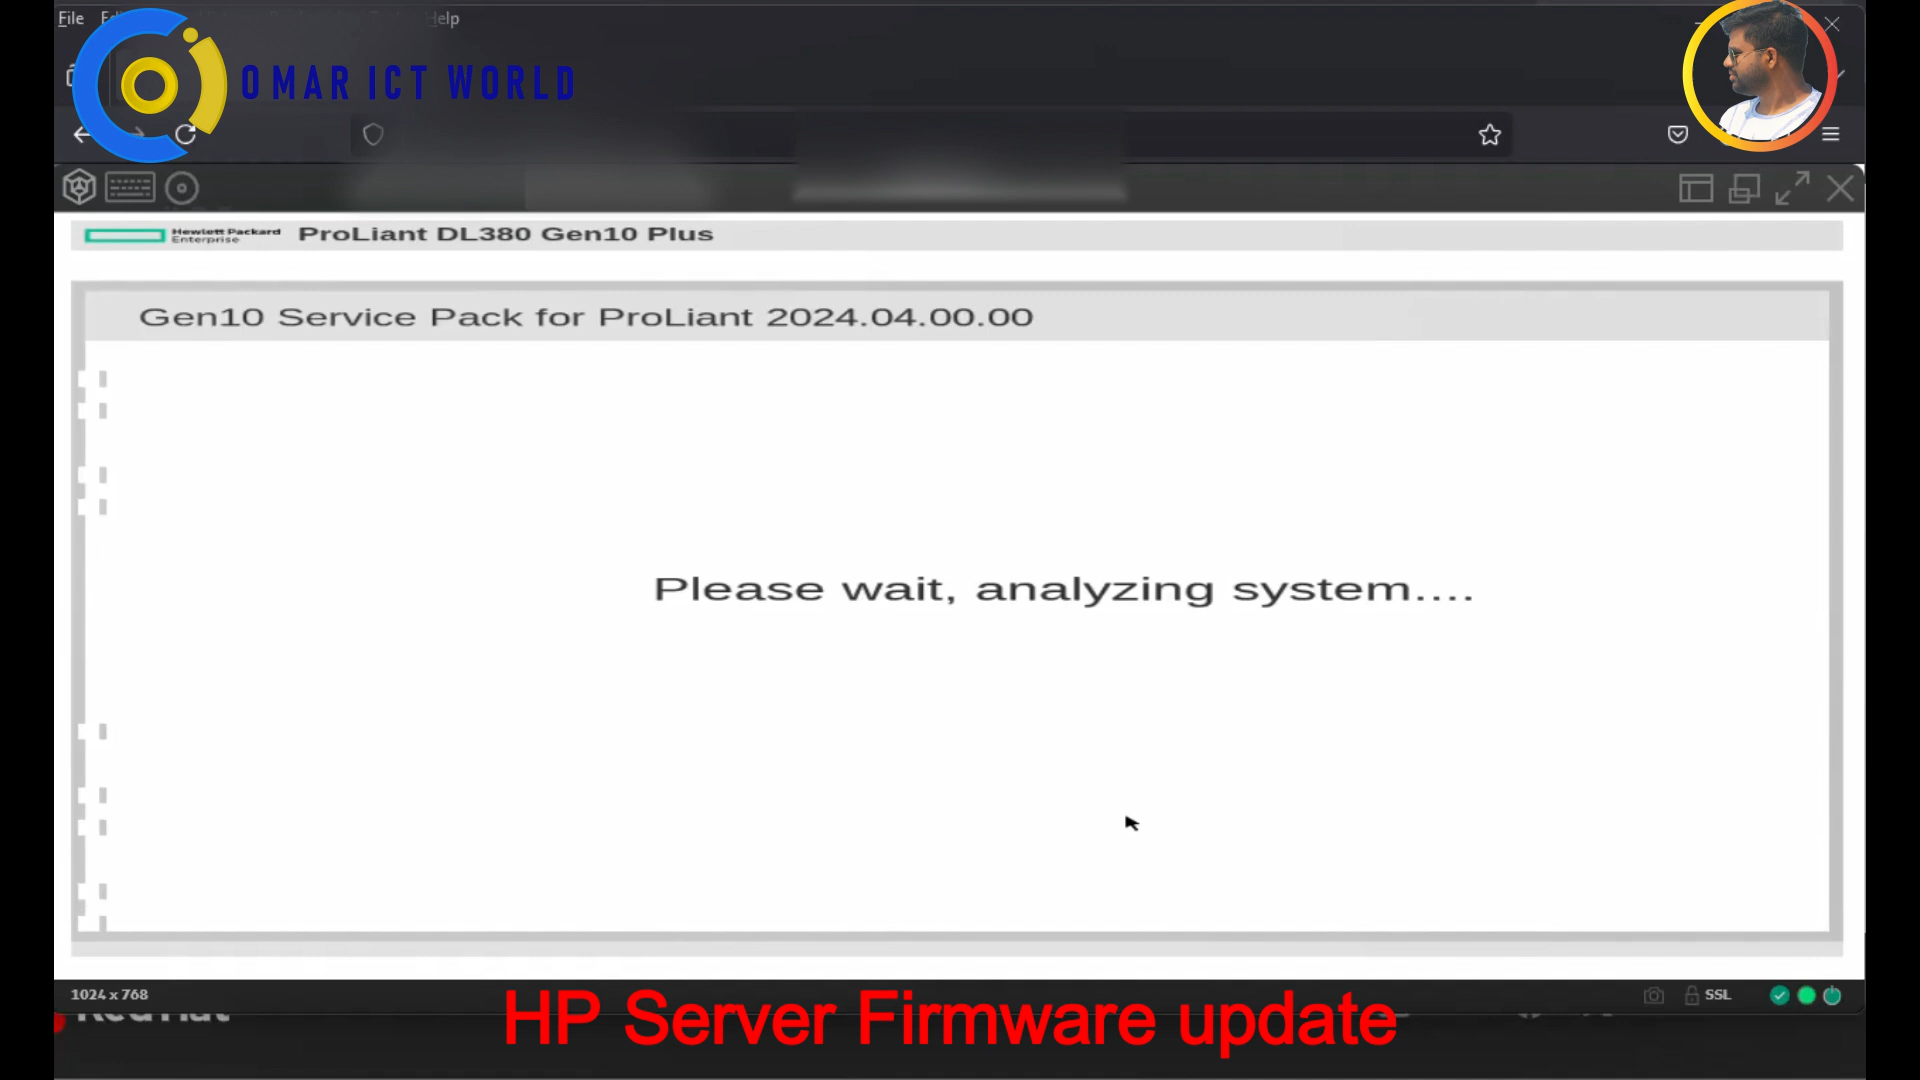 File
Help
OMAR ICT WORLD
Hewlett Packard
Enterprise
ProLiant DL380 Gen10 Plus
Gen10 Service Pack for ProLiant 2024.04.00.00
Please wait, analyzing system....
1024 x 768
SSL
HP Server Firmware update